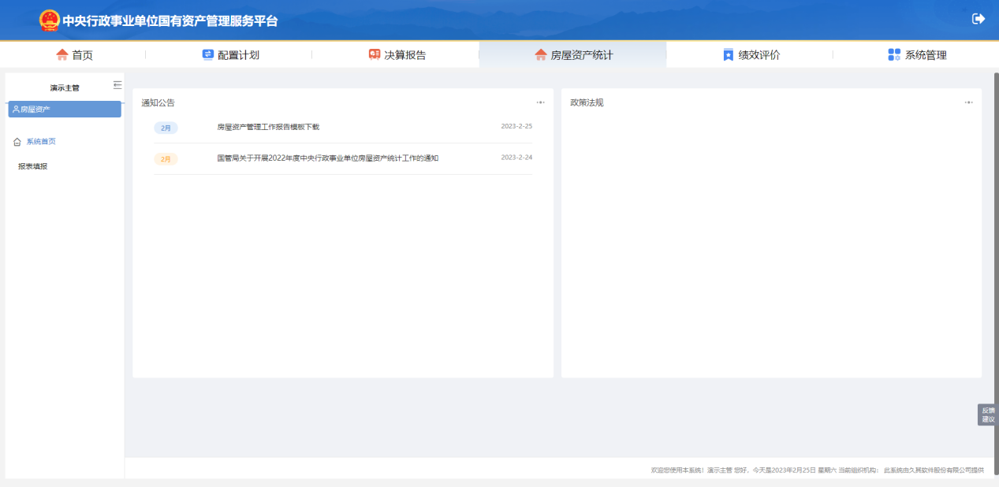 中央行政事业单位国有资产管理服务平台
首页 配置计划 决算报告 房屋资产统计 绩效评价 系统管理
演示主管
房屋资产
系统首页
报表填报
通知公告
2月 房屋资产管理工作报告模板下载 2023-2-25
2月 国管局关于开展2022年度中央行政事业单位房屋资产统计工作的通知 2023-2-24
政策法规
反馈
建议
欢迎您使用本系统！演示主管 您好，今天是2023年2月25日 星期六 当前组织机构： 此系统由久其软件股份有限公司提供